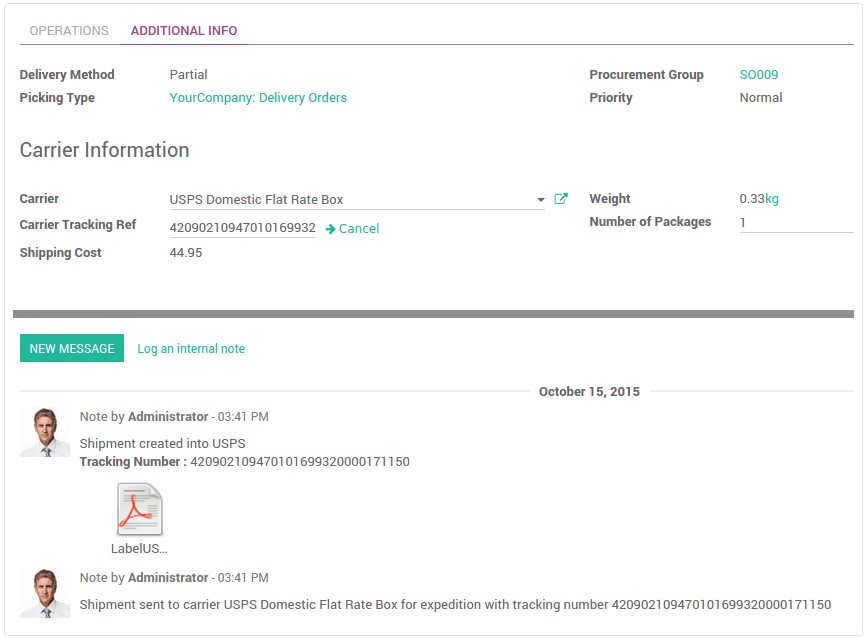 OPERATIONS ADDITIONAL INFO
Delivery Method Partial Procurement Group SO009
Picking Type YourCompany: Delivery Orders Priority Normal
Carrier Information
Carrier USPS Domestic Flat Rate Box Weight 0.33kg
Carrier Tracking Ref 42090210947010169932 Cancel Number of Packages 1
Shipping Cost 44.95
NEW MESSAGE Log an internal note
October 15, 2015
Note by Administrator - 03:41 PM
Shipment created into USPS
Tracking Number : 420902109470101699320000171150
LabelUS...
Note by Administrator - 03:41 PM
Shipment sent to carrier USPS Domestic Flat Rate Box for expedition with tracking number 420902109470101699320000171150